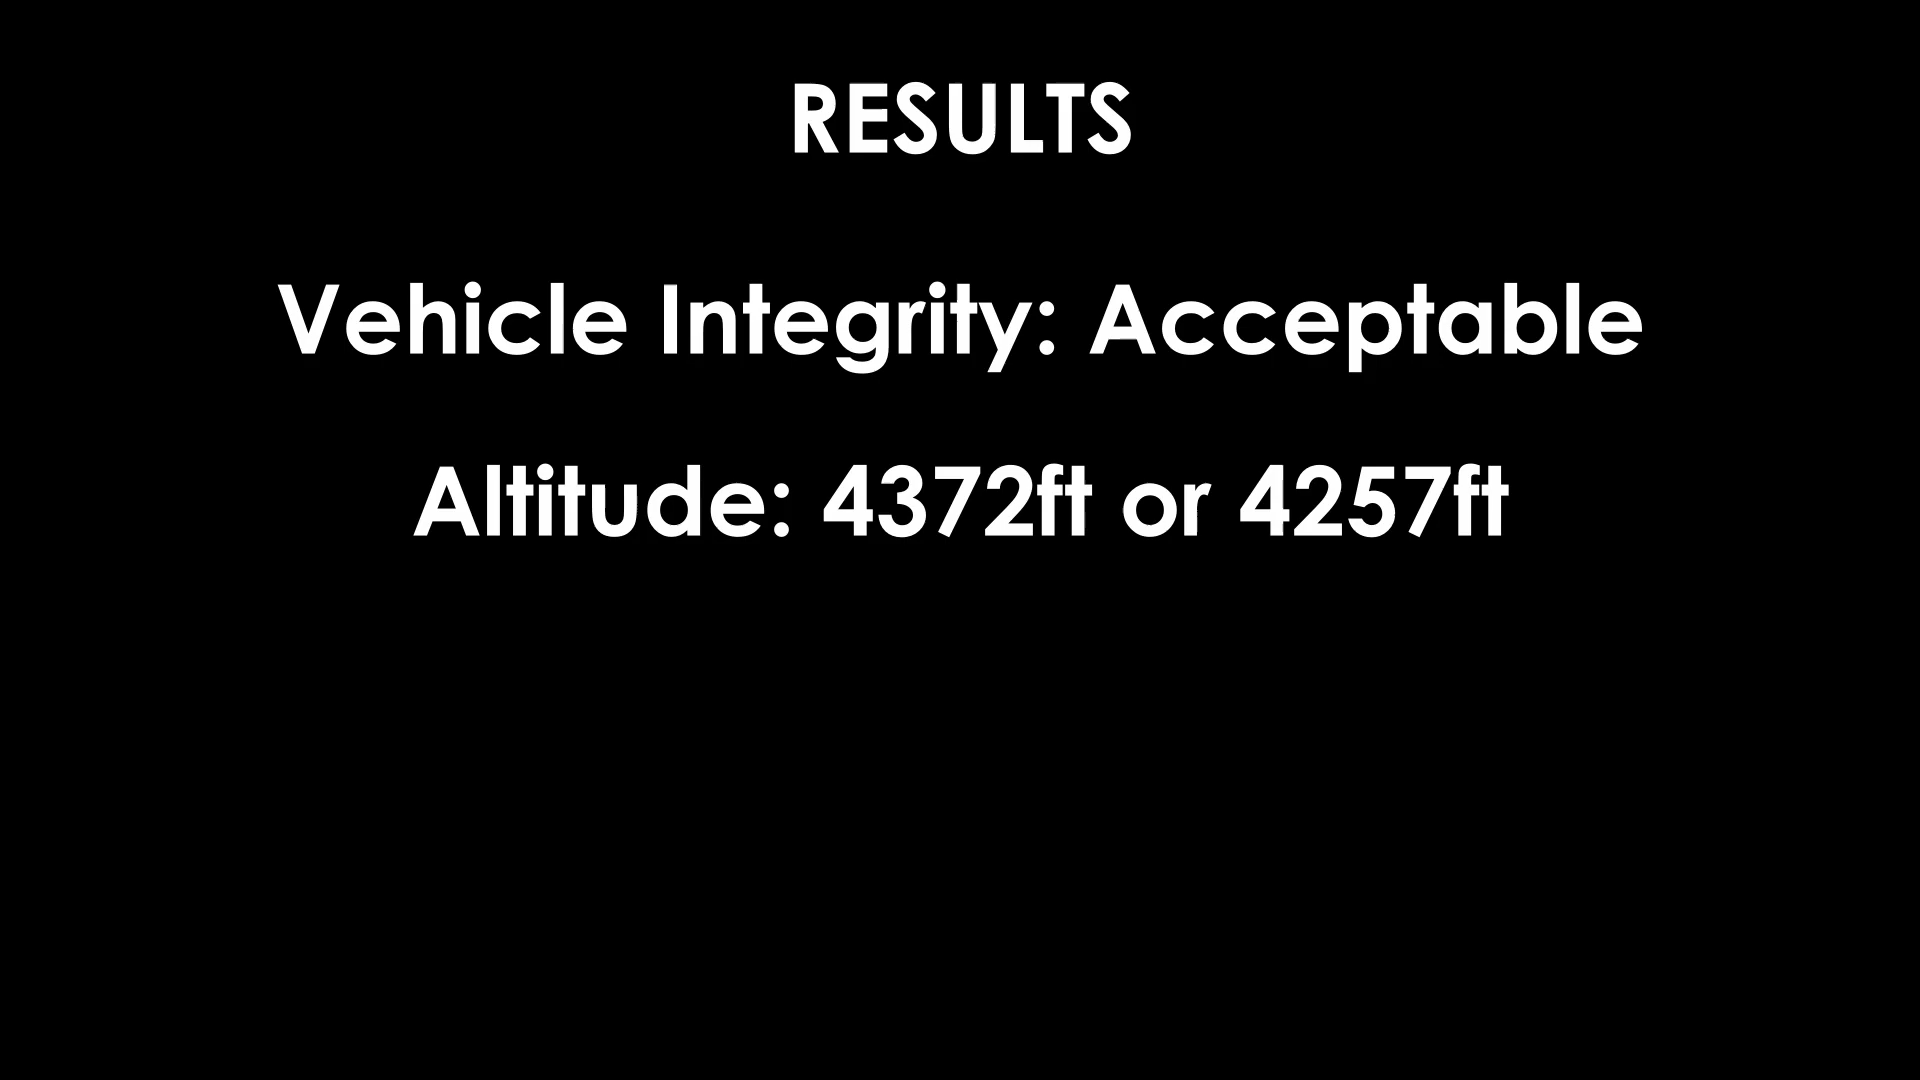 RESULTS
Vehicle Integrity: Acceptable
Altitude: 4372ft or 4257ft